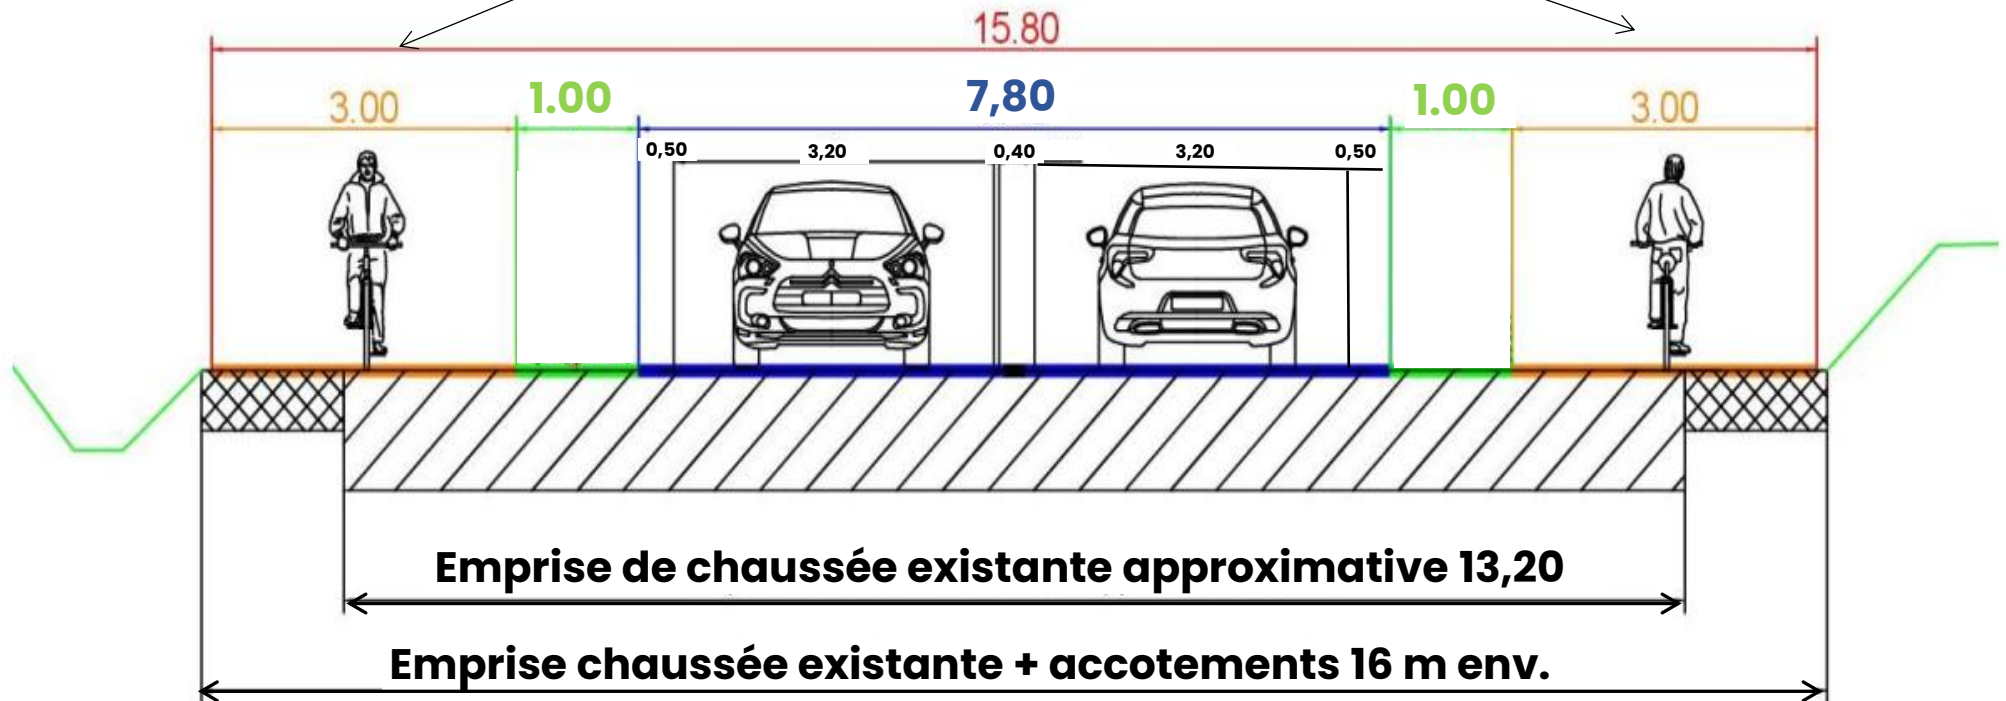 15.80
3.00 1.00 7,80 1.00 3.00
0,50 3,20 0,40 3,20 0,50
Emprise de chaussée existante approximative 13,20
Emprise chaussée existante + accotements 16 m env.